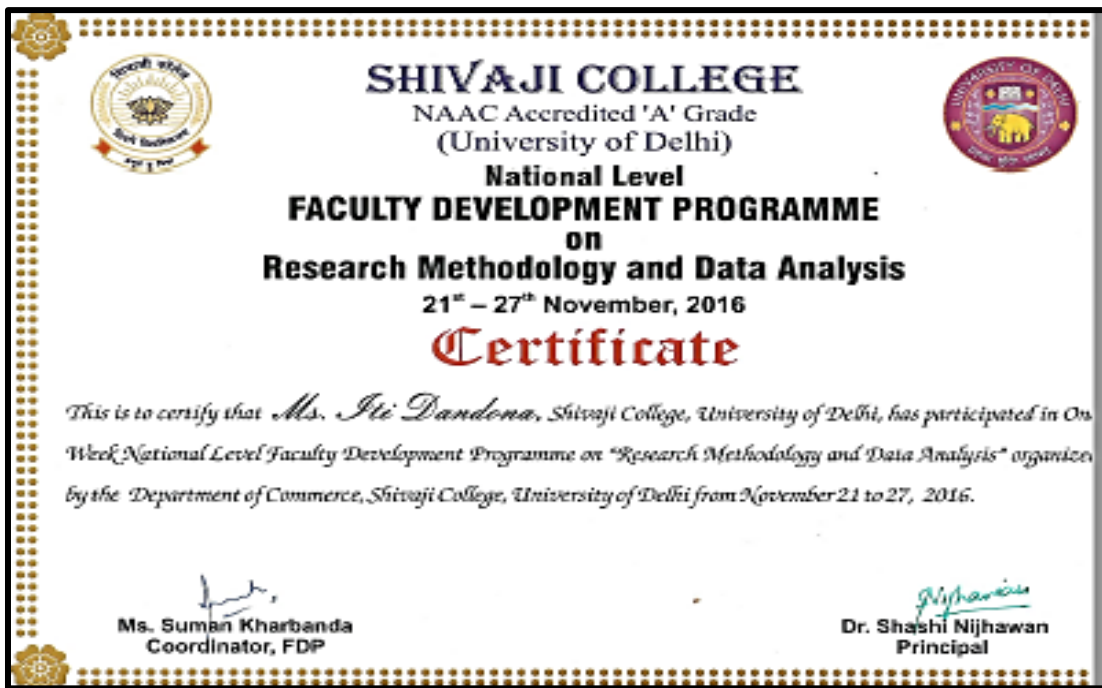 SHIVAJI COLLEGE
NAAC Accredited 'A' Grade
(University of Delhi)
National Level
FACULTY DEVELOPMENT PROGRAMME
on
Research Methodology and Data Analysis
21st – 27th November, 2016
Certificate
This is to certify that Ms. Iti Dandona, Shivaji College, University of Delhi, has participated in On
Week National Level Faculty Development Programme on "Research Methodology and Data Analysis" organize
by the Department of Commerce, Shivaji College, University of Delhi from November 21 to 27, 2016.
Nijhawan
Ms. Suman Kharbanda
Coordinator, FDP
Dr. Shashi Nijhawan
Principal
शिवाजी कॉलेज
UNIVERSITY OF DELHI